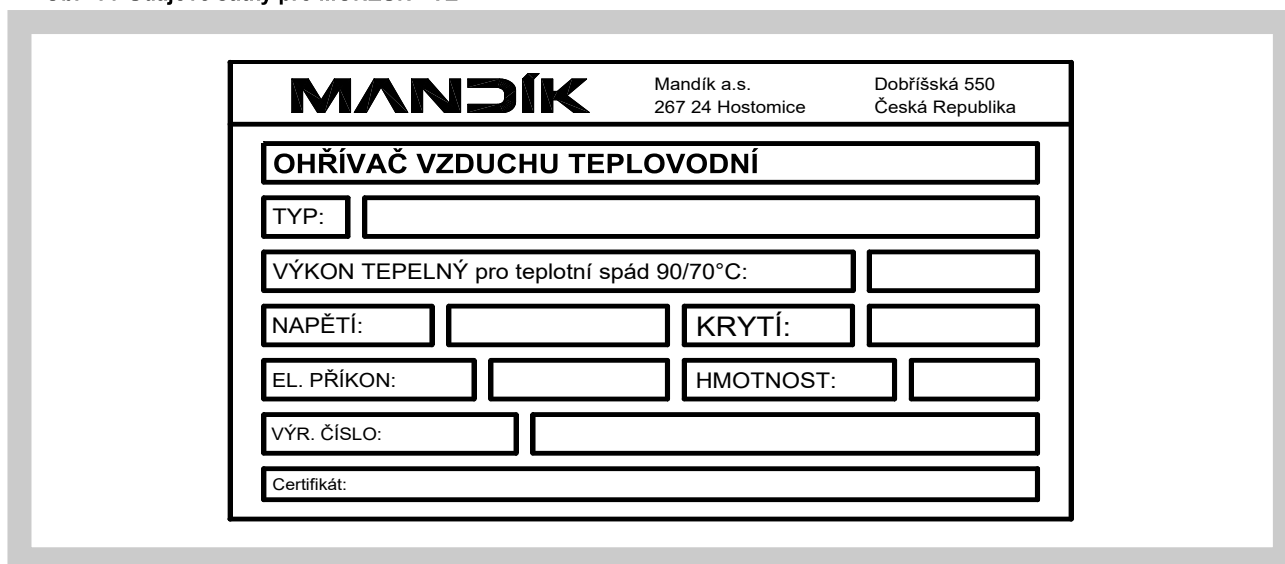 MANDÍK
Mandík a.s.
267 24 Hostomice
Dobříšská 550
Česká Republika
OHŘÍVAČ VZDUCHU TEPLOVODNÍ
TYP:
VÝKON TEPELNÝ pro teplotní spád 90/70°C:
NAPĚTÍ: KRYTÍ:
EL. PŘÍKON: HMOTNOST:
VÝR. ČÍSLO:
Certifikát: